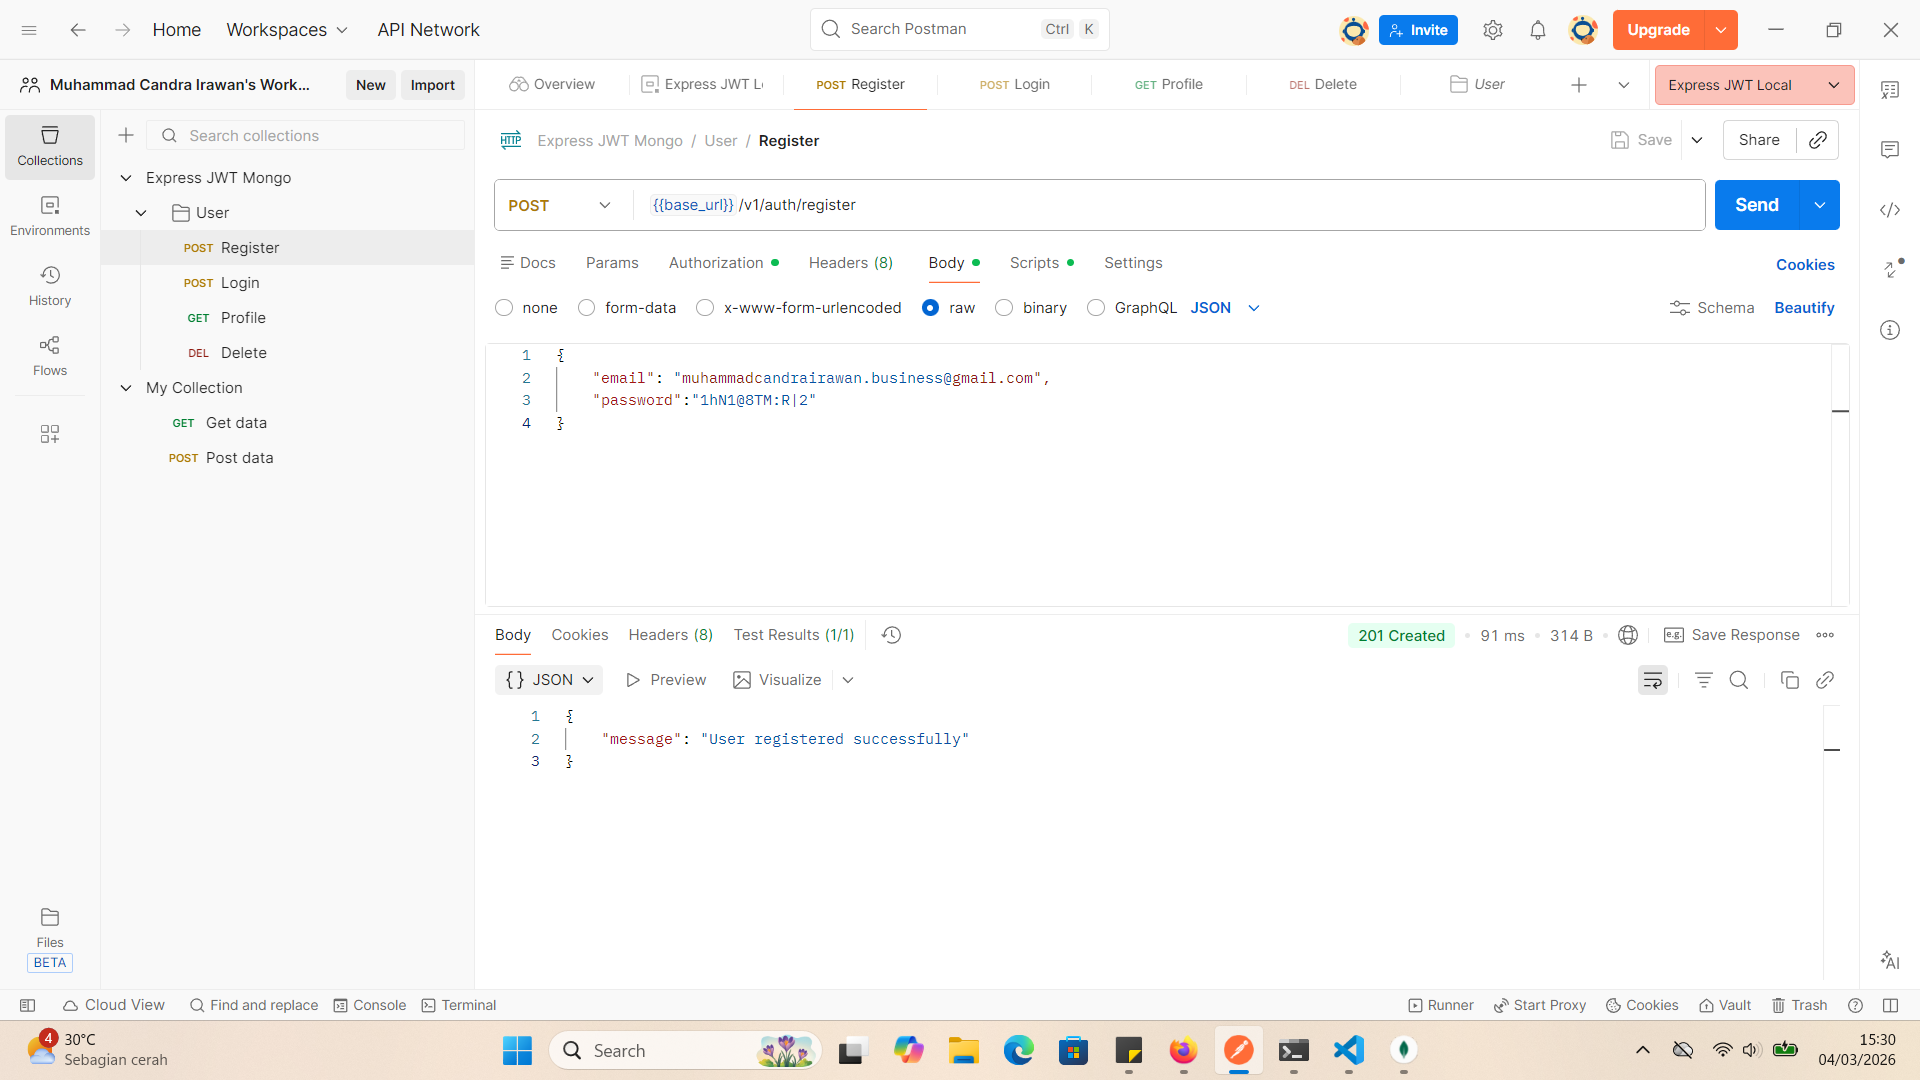 Home Workspaces API Network
Search Postman Ctrl K
Invite Upgrade
Muhammad Candra Irawan's Work... New Import
Overview Express JWT Lo POST Register POST Login GET Profile DEL Delete User
Express JWT Local
Collections
Environments
History
Flows
Files
BETA
Search collections
Express JWT Mongo
User
POST Register
POST Login
GET Profile
DEL Delete
My Collection
GET Get data
POST Post data
HTTP Express JWT Mongo / User / Register
Save Share
POST {{base_url}} /v1/auth/register Send
Docs Params Authorization Headers (8) Body Scripts Settings Cookies
none form-data x-www-form-urlencoded raw binary GraphQL JSON Schema Beautify
1 {
2 "email": "muhammadcandrairawan.business@gmail.com",
3 "password":"1hN1@8TM:R|2"
4 }
Body Cookies Headers (8) Test Results (1/1) 201 Created 91 ms 314 B e.g. Save Response
{} JSON Preview Visualize
1 {
2 "message": "User registered successfully"
3 }
AI
Cloud View Find and replace Console Terminal Runner Start Proxy Cookies Vault Trash
4 30°C
Sebagian cerah
Search
15:30
04/03/2026